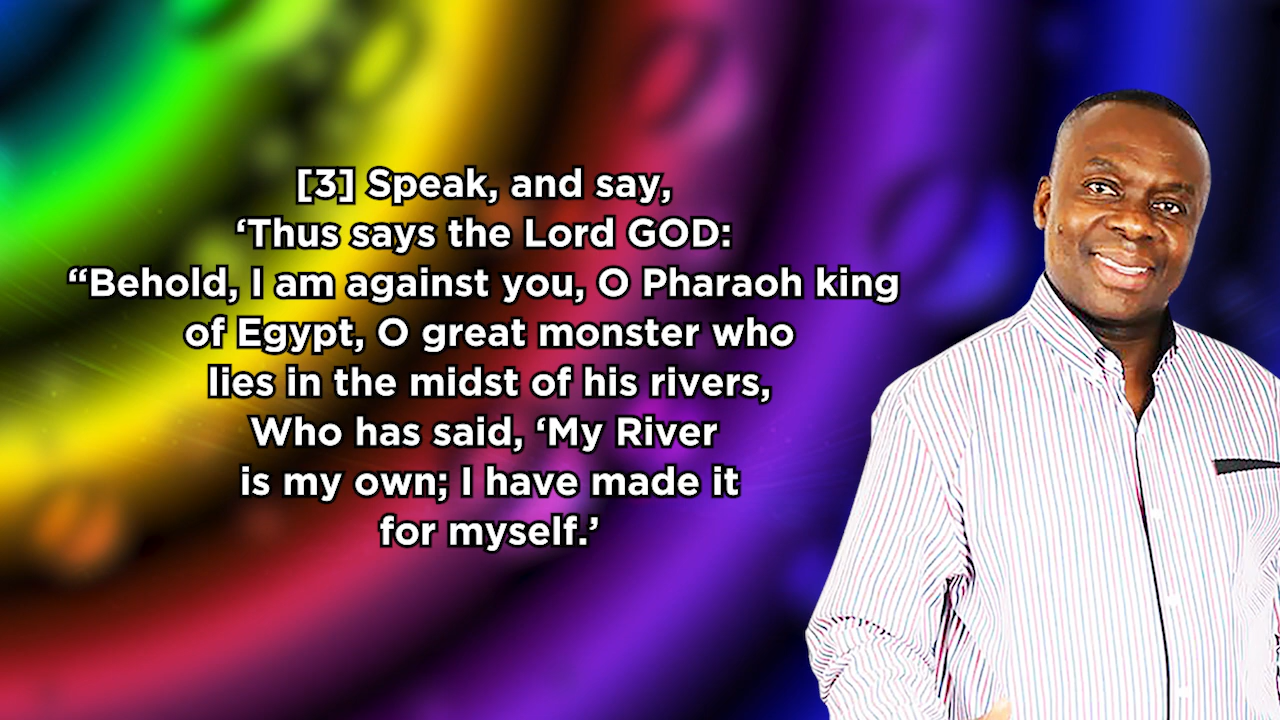 [3] Speak, and say,
‘Thus says the Lord GOD:
“Behold, I am against you, O Pharaoh king
of Egypt, O great monster who
lies in the midst of his rivers,
Who has said, ‘My River
is my own; I have made it
for myself.’